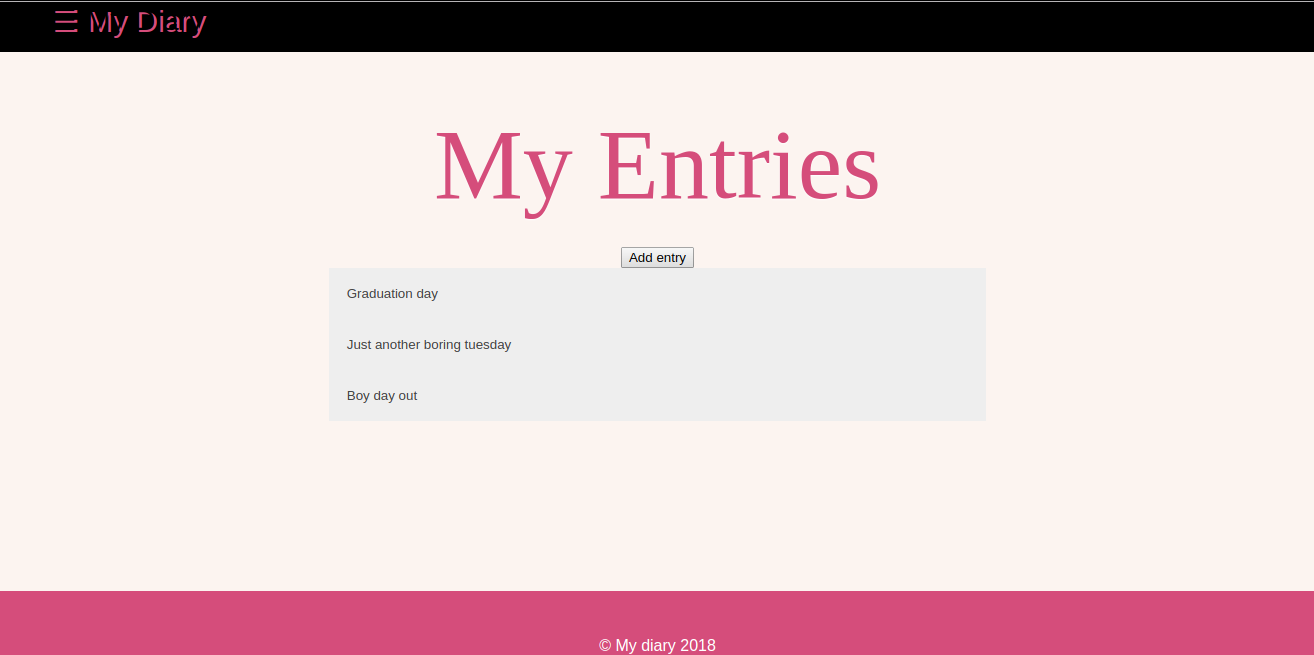 ☰ My Diary
My Entries
Add entry
Graduation day
Just another boring tuesday
Boy day out
© My diary 2018